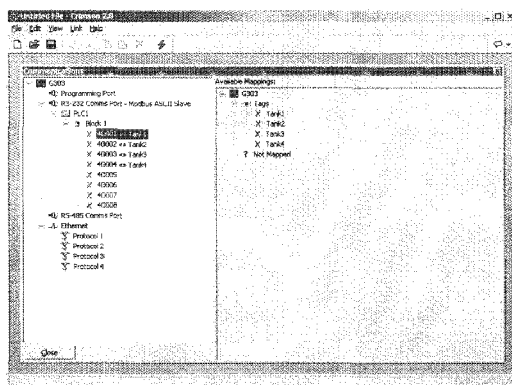 Untitled File - Crimson 2.0
File Edit View Link Help
Communications
G303
Programming Port
RS-232 Comms Port - Modbus ASCII Slave
PLC1
Block 1
40001 <> Tank1
40002 <> Tank2
40003 <> Tank3
40004 <> Tank4
40005
40006
40007
40008
RS-485 Comms Port
Ethernet
Protocol 1
Protocol 2
Protocol 3
Protocol 4
Close
Available Mappings:
G303
Tags
Tank1
Tank2
Tank3
Tank4
Not Mapped